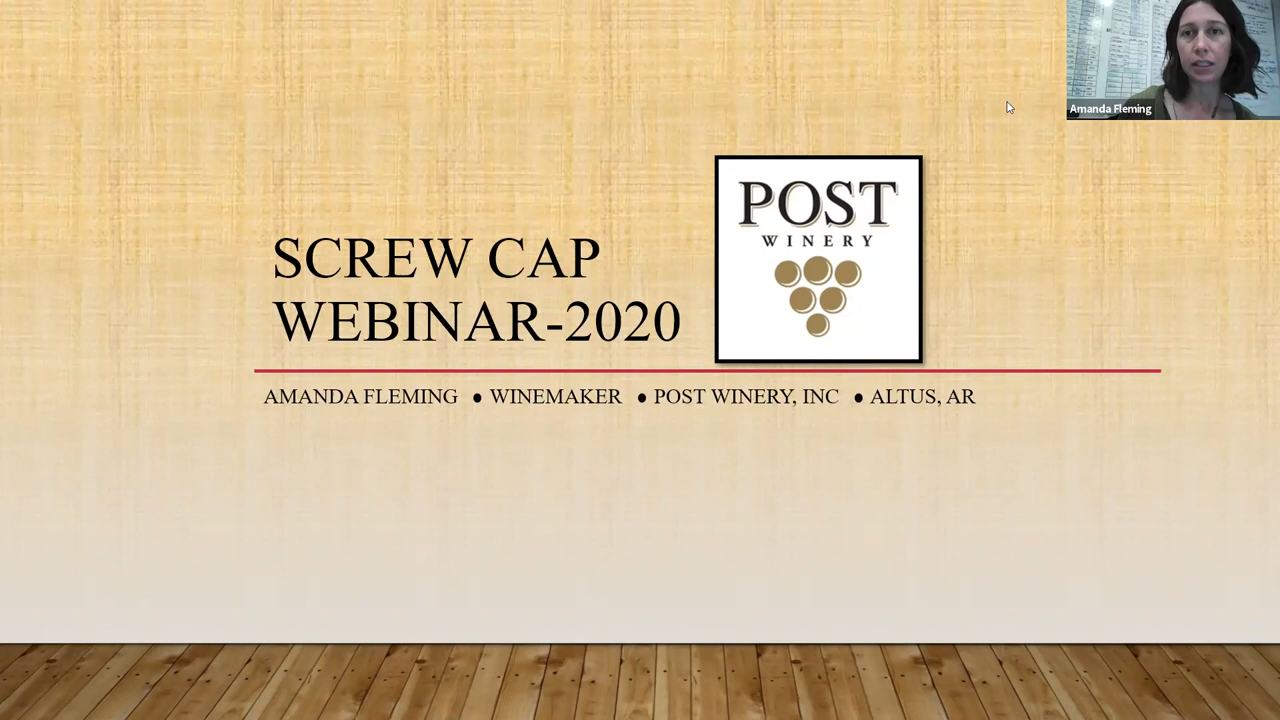 Amanda Fleming
POST
WINERY
SCREW CAP
WEBINAR-2020
AMANDA FLEMING ● WINEMAKER ● POST WINERY, INC ● ALTUS, AR